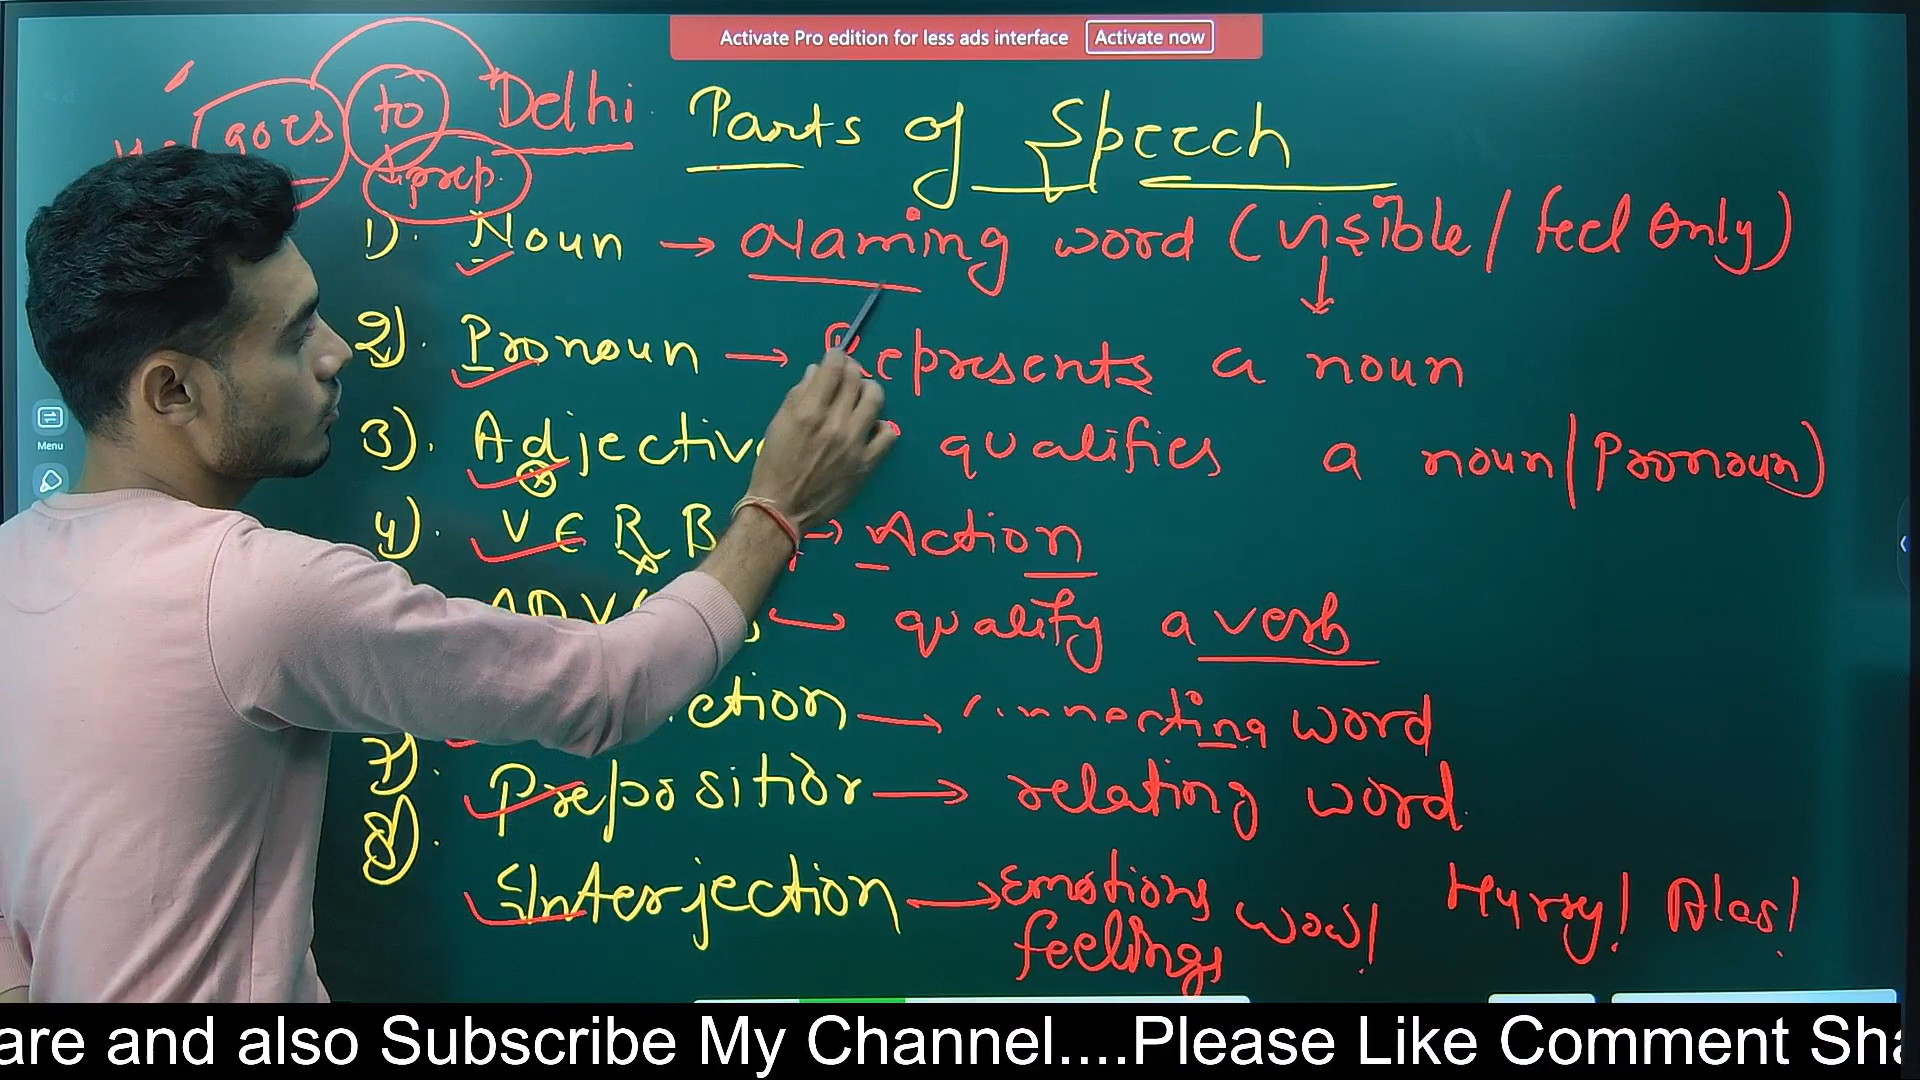 Activate Pro edition for less ads interface Activate now
goes to Delhi
prep.
Parts of Speech
1). Noun → Naming word (visible / feel Only)
2). Pronoun → Represents a noun
3). Adjective qualifies a noun/Pronoun)
4). VERB → Action
→ qualify a verb
→ connecting word
7). Preposition → relating word.
8). Interjection → Emotions feelings wow! Hurry! Alas!
Menu
are and also Subscribe My Channel....Please Like Comment Sha